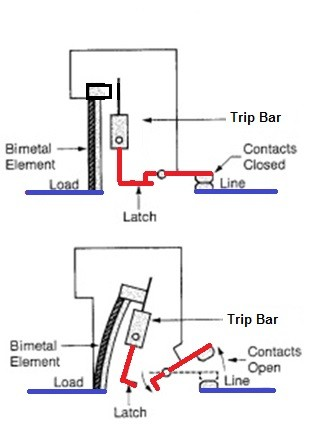 Trip Bar
Bimetal
Element
Contacts
Closed
Load
Line
Latch
Trip Bar
Bimetal
Element
Contacts
Open
Load
Line
Latch